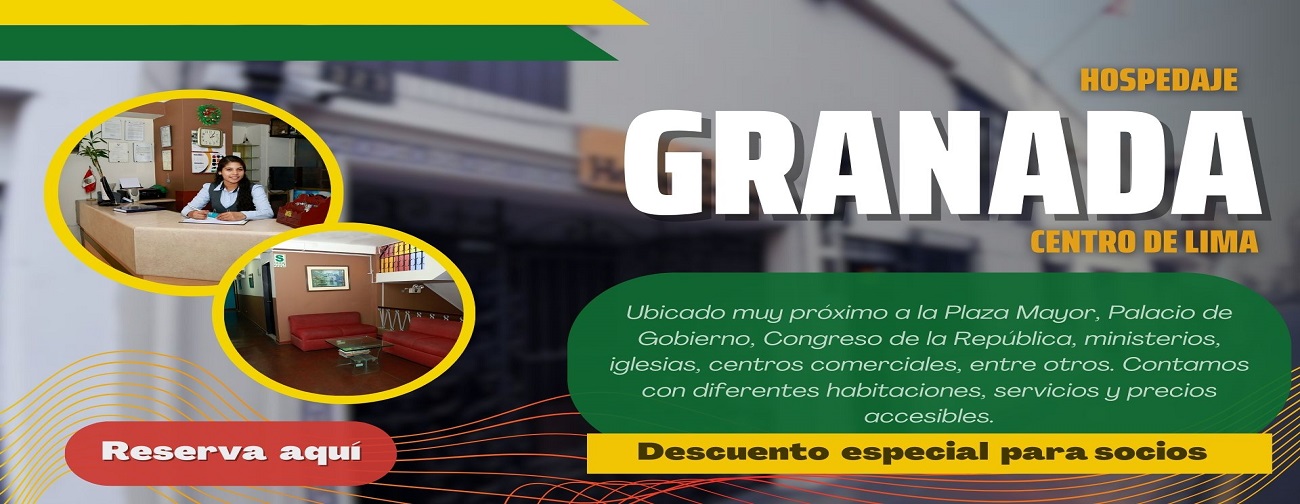 HOSPEDAJE
GRANADA
CENTRO DE LIMA
Ubicado muy próximo a la Plaza Mayor, Palacio de
Gobierno, Congreso de la República, ministerios,
iglesias, centros comerciales, entre otros. Contamos
con diferentes habitaciones, servicios y precios
accesibles.
Descuento especial para socios
Reserva aquí